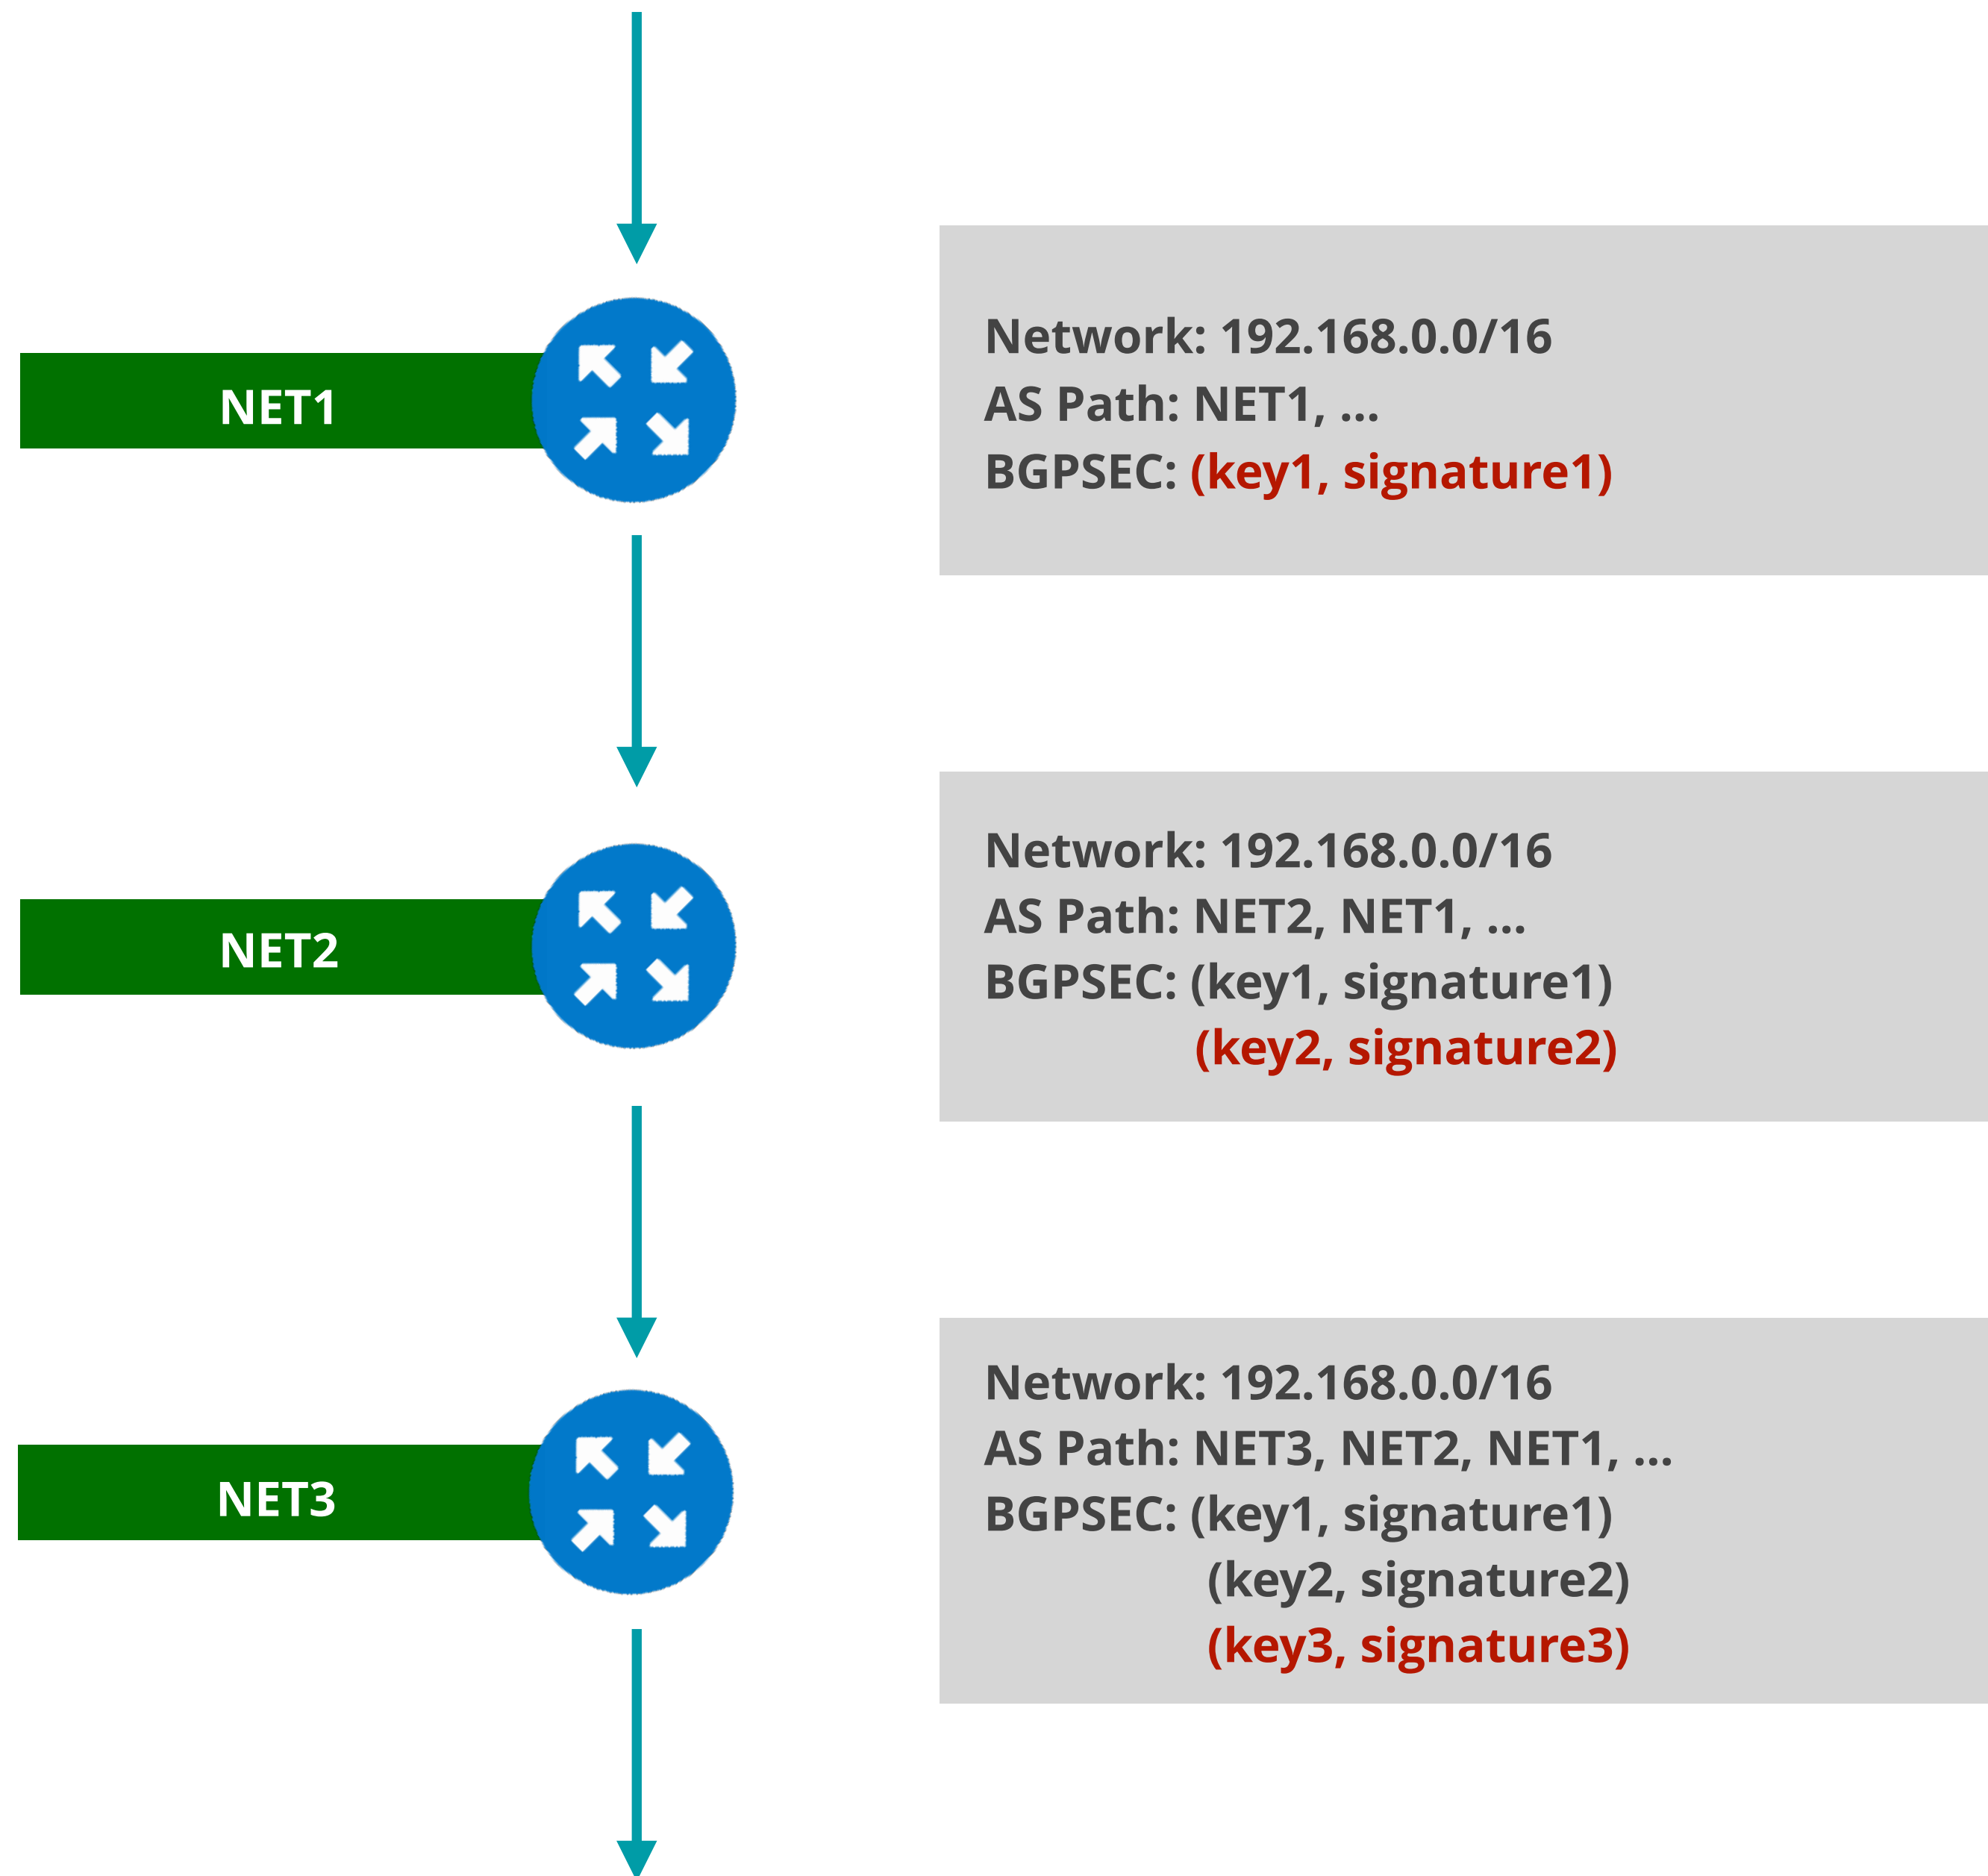 NET1
Network: 192.168.0.0/16
AS Path: NET1, ...
BGPSEC: (key1, signature1)
NET2
Network: 192.168.0.0/16
AS Path: NET2, NET1, ...
BGPSEC: (key1, signature1)
(key2, signature2)
NET3
Network: 192.168.0.0/16
AS Path: NET3, NET2, NET1, ...
BGPSEC: (key1, signature1)
(key2, signature2)
(key3, signature3)